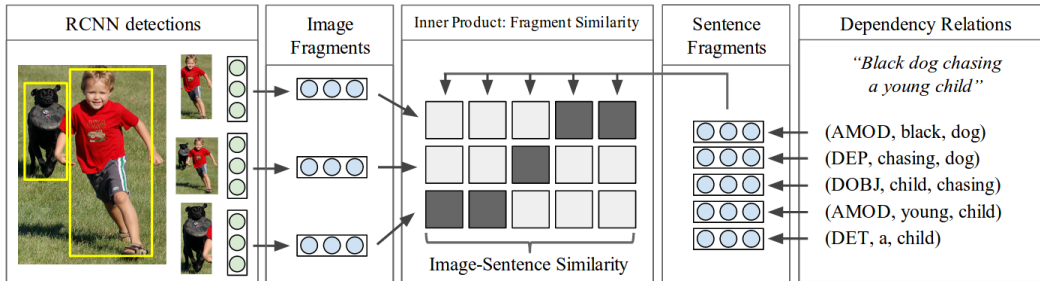 RCNN detections
Image
Fragments
Inner Product: Fragment Similarity
Image-Sentence Similarity
Sentence
Fragments
Dependency Relations
“Black dog chasing
a young child”
(AMOD, black, dog)
(DEP, chasing, dog)
(DOBJ, child, chasing)
(AMOD, young, child)
(DET, a, child)